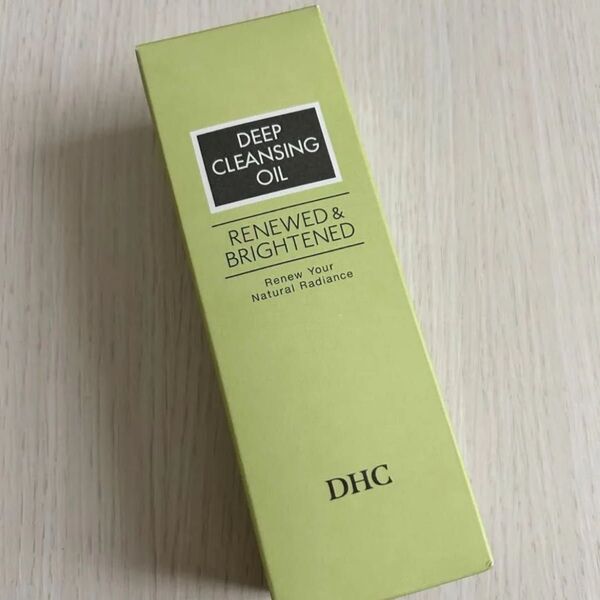 DEEP
CLEANSING
OIL
RENEWED &
BRIGHTENED
Renew Your
Natural Radiance
DHC